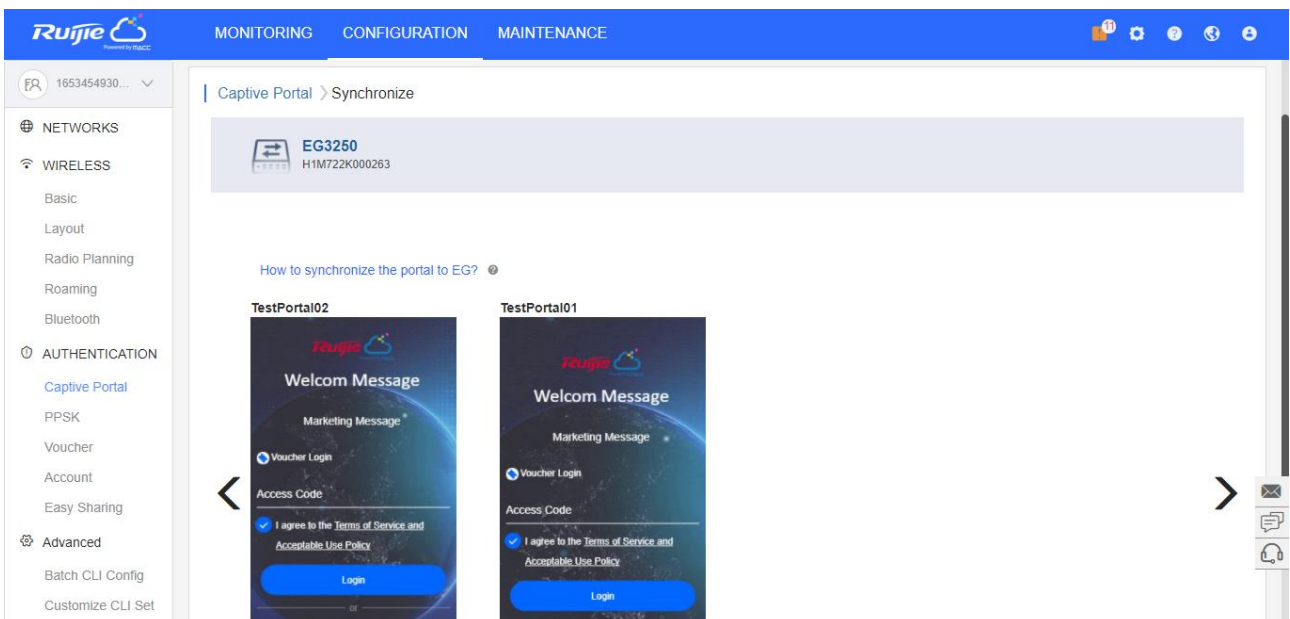 Ruijie
Powered by MACC
MONITORING CONFIGURATION MAINTENANCE
11
FR 1653454930...
Captive Portal Synchronize
EG3250
H1M722K000263
NETWORKS
WIRELESS
Basic
Layout
Radio Planning
Roaming
Bluetooth
AUTHENTICATION
Captive Portal
PPSK
Voucher
Account
Easy Sharing
Advanced
Batch CLI Config
Customize CLI Set
How to synchronize the portal to EG?
TestPortal02
Ruijie
Welcom Message
Marketing Message
Voucher Login
Access Code
I agree to the Terms of Service and
Acceptable Use Policy
Login
or
TestPortal01
Ruijie
Welcom Message
Marketing Message
Voucher Login
Access Code
I agree to the Terms of Service and
Acceptable Use Policy
Login